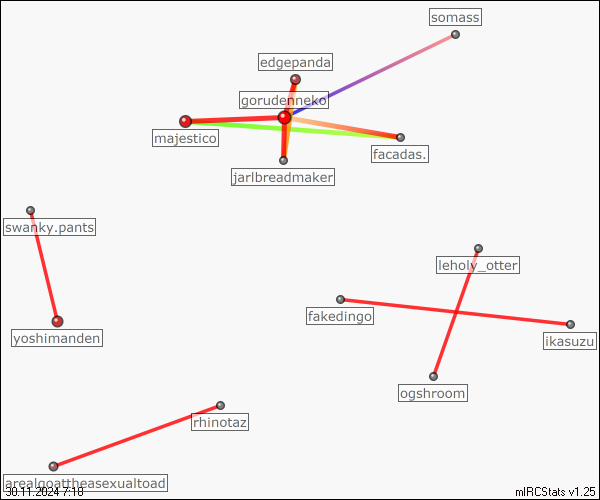 somass
edgepanda
gorudenneko
majestico
facadas.
jarlbreadmaker
swanky.pants
leholy_otter
fakedingo
yoshimanden
ikasuzu
ogshroom
rhinotaz
arealgoattheasexualtoad
30.11.2024 7:18
mIRCStats v1.25